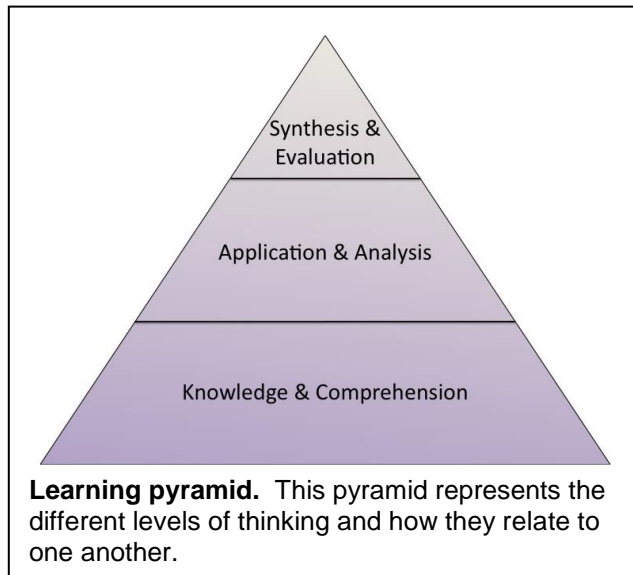 Synthesis &
Evaluation
Application & Analysis
Knowledge & Comprehension
Learning pyramid.  This pyramid represents the
different levels of thinking and how they relate to
one another.